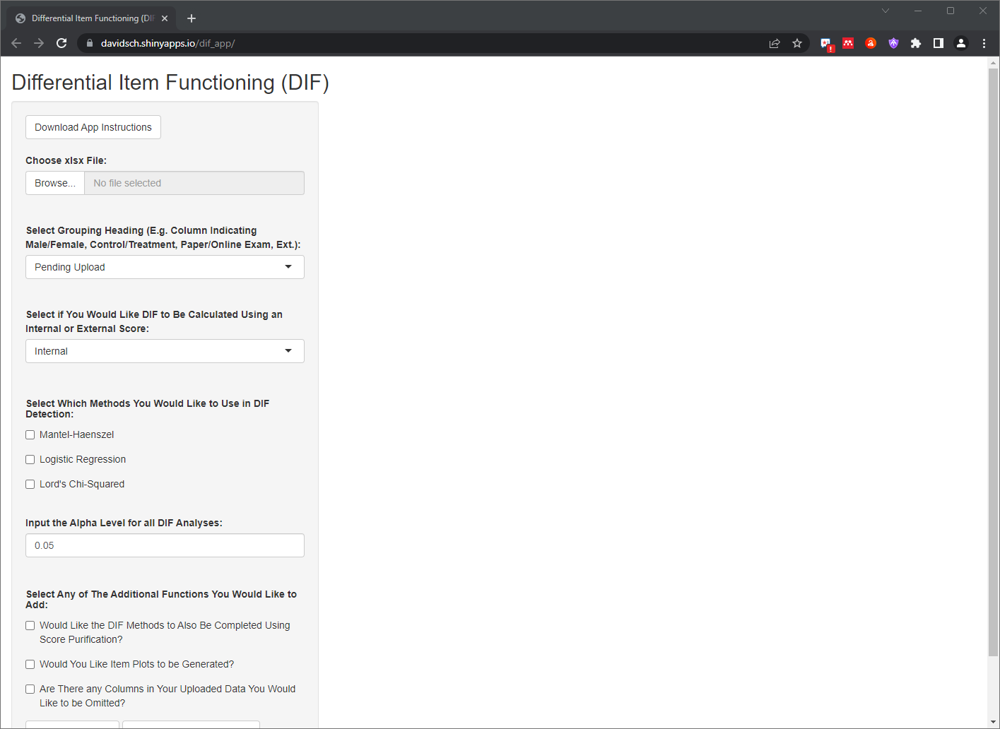 Differential Item Functioning (DIF
davidsch.shinyapps.io/dif_app/
Differential Item Functioning (DIF)
Download App Instructions
Choose xlsx File:
Browse... No file selected
Select Grouping Heading (E.g. Column Indicating
Male/Female, Control/Treatment, Paper/Online Exam, Ext.):
Pending Upload
Select if You Would Like DIF to Be Calculated Using an
Internal or External Score:
Internal
Select Which Methods You Would Like to Use in DIF
Detection:
Mantel-Haenszel
Logistic Regression
Lord's Chi-Squared
Input the Alpha Level for all DIF Analyses:
0.05
Select Any of The Additional Functions You Would Like to
Add:
Would Like the DIF Methods to Also Be Completed Using
Score Purification?
Would You Like Item Plots to be Generated?
Are There any Columns in Your Uploaded Data You Would
Like to be Omitted?